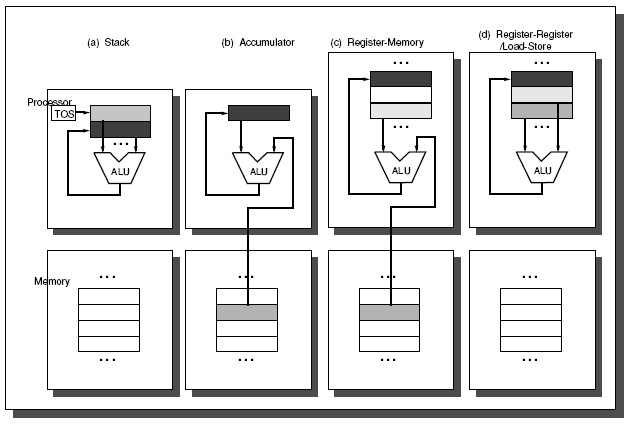 (a) Stack
(b) Accumulator
(c) Register-Memory
(d) Register-Register
/Load-Store
...
...
Processor
TOS
...
...
...
ALU
ALU
ALU
ALU
Memory
...
...
...
...
...
...
...
...